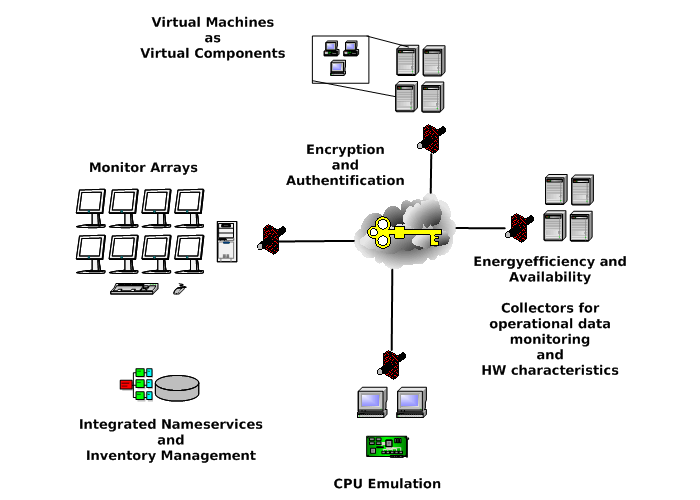 Virtual Machines
as
Virtual Components
Encryption
and
Authentification
Monitor Arrays
Energyefficiency and
Availability
Collectors for
operational data
monitoring
and
HW characteristics
Integrated Nameservices
and
Inventory Management
CPU Emulation